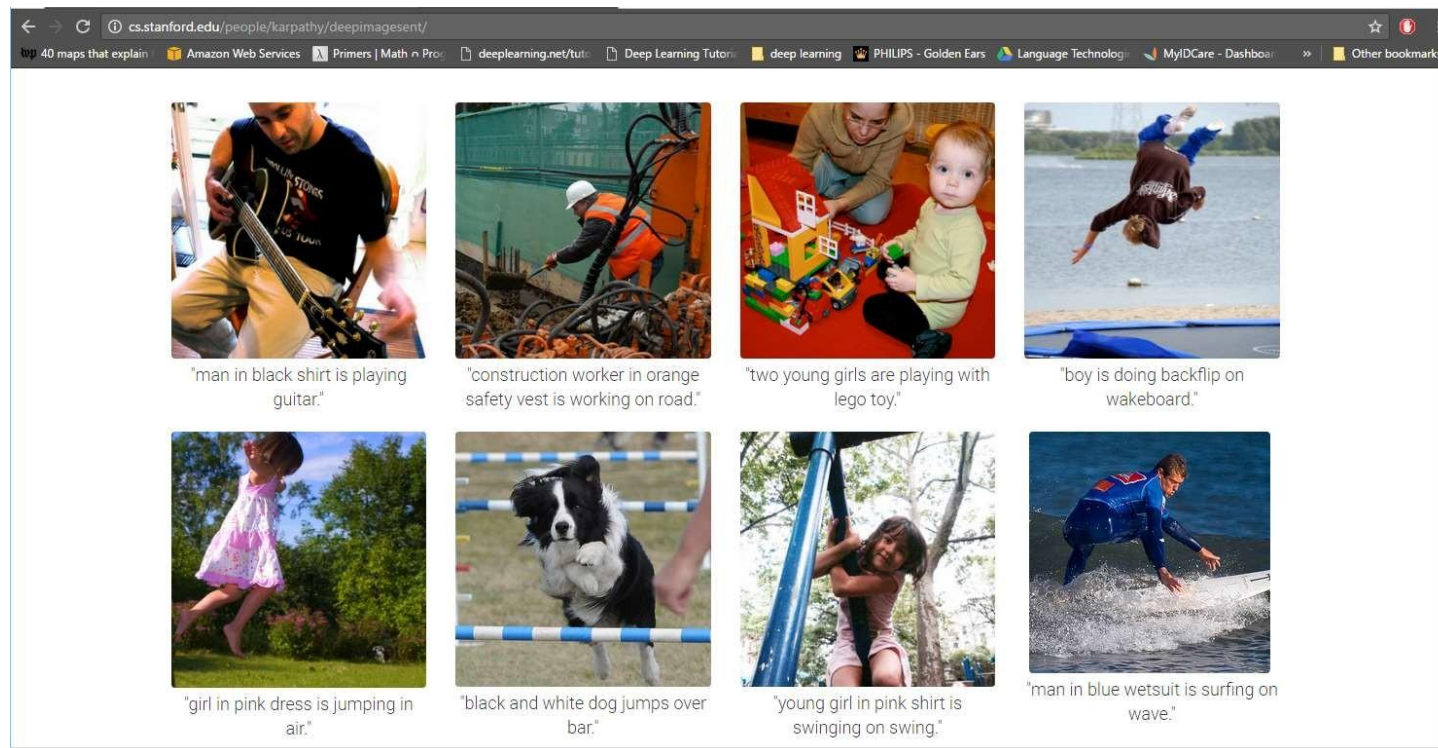 cs.stanford.edu/people/karpathy/deepimagesent/
40 maps that explain Amazon Web Services Primers | Math ∩ Prog deeplearning.net/tuto Deep Learning Tutori deep learning PHILIPS - Golden Ears Language Technologi MyIDCare - Dashboar » Other bookmark
"man in black shirt is playing
guitar."
"construction worker in orange
safety vest is working on road."
"two young girls are playing with
lego toy."
"boy is doing backflip on
wakeboard."
"girl in pink dress is jumping in
air."
"black and white dog jumps over
bar."
"young girl in pink shirt is
swinging on swing."
"man in blue wetsuit is surfing on
wave."